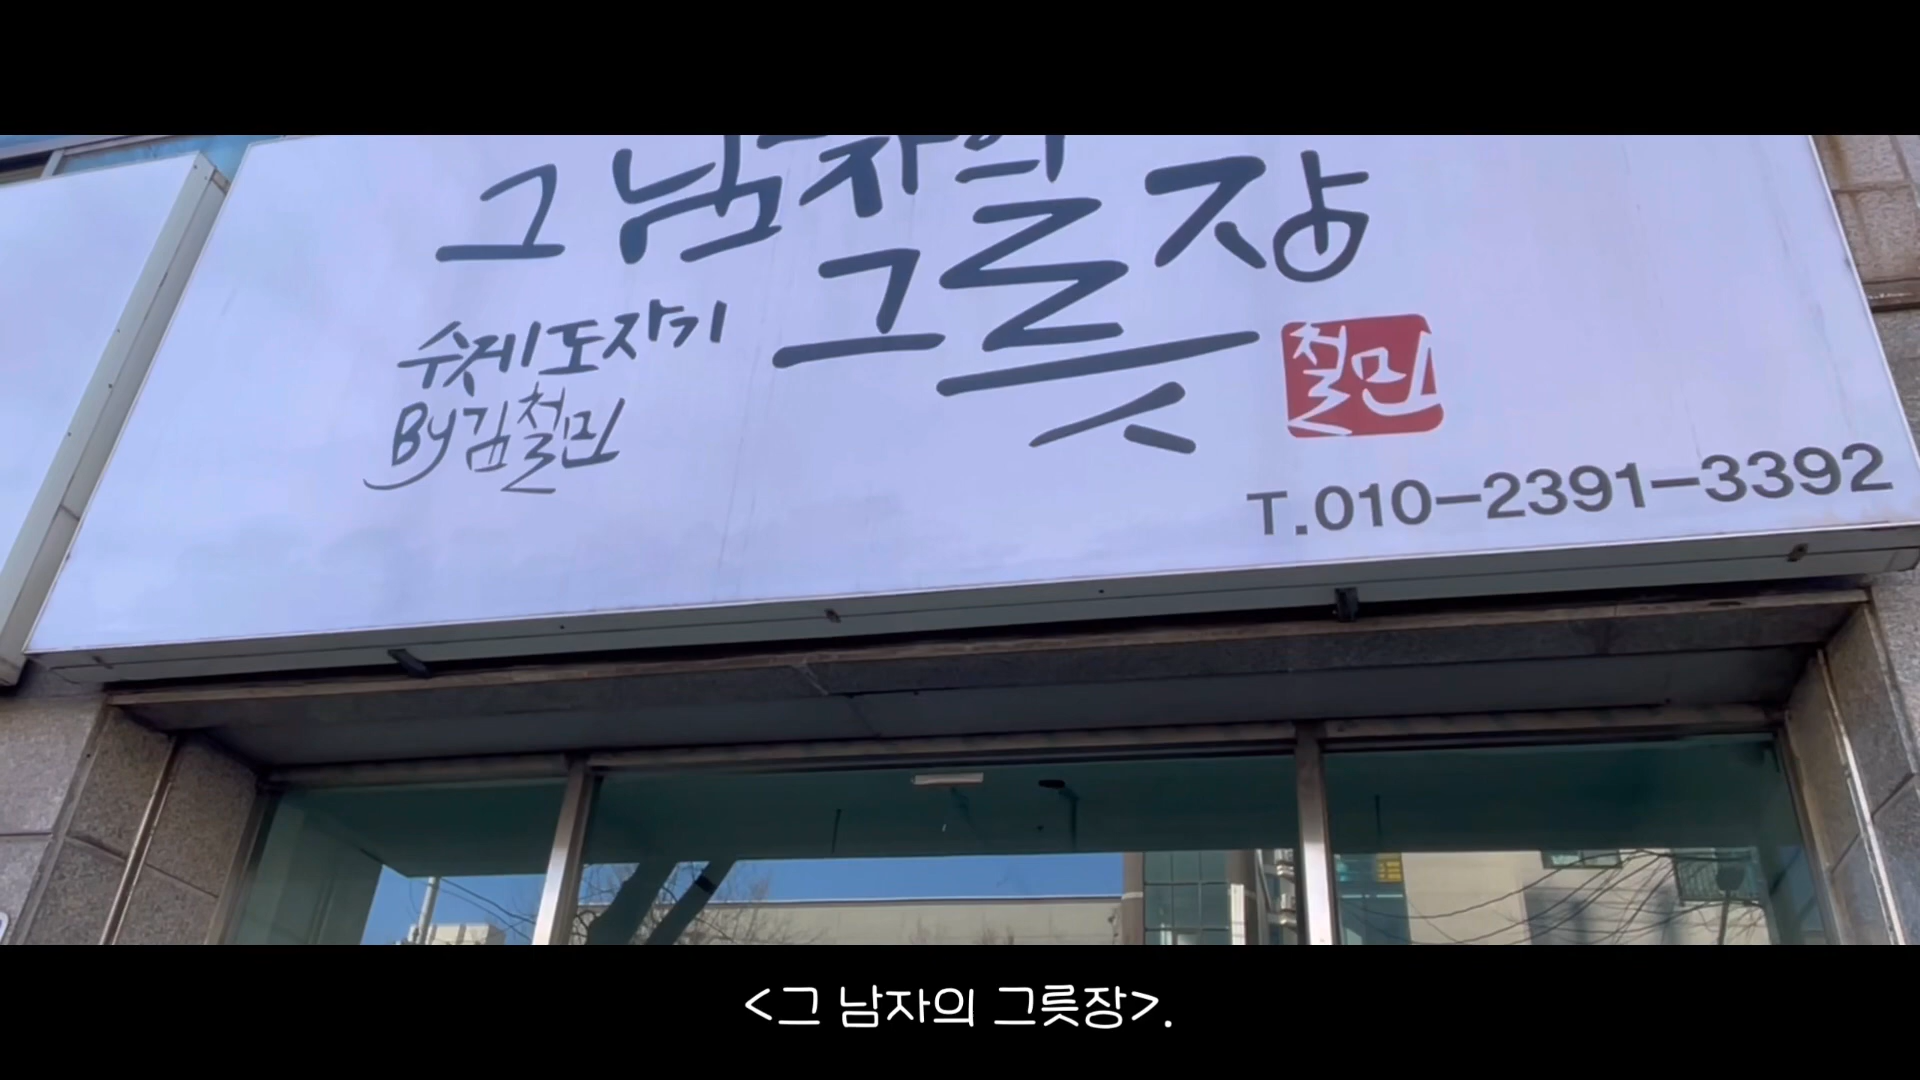 그 남자의
그릇장
수제도자기
By김철민
철민
T.010-2391-3392
<그 남자의 그릇장>.